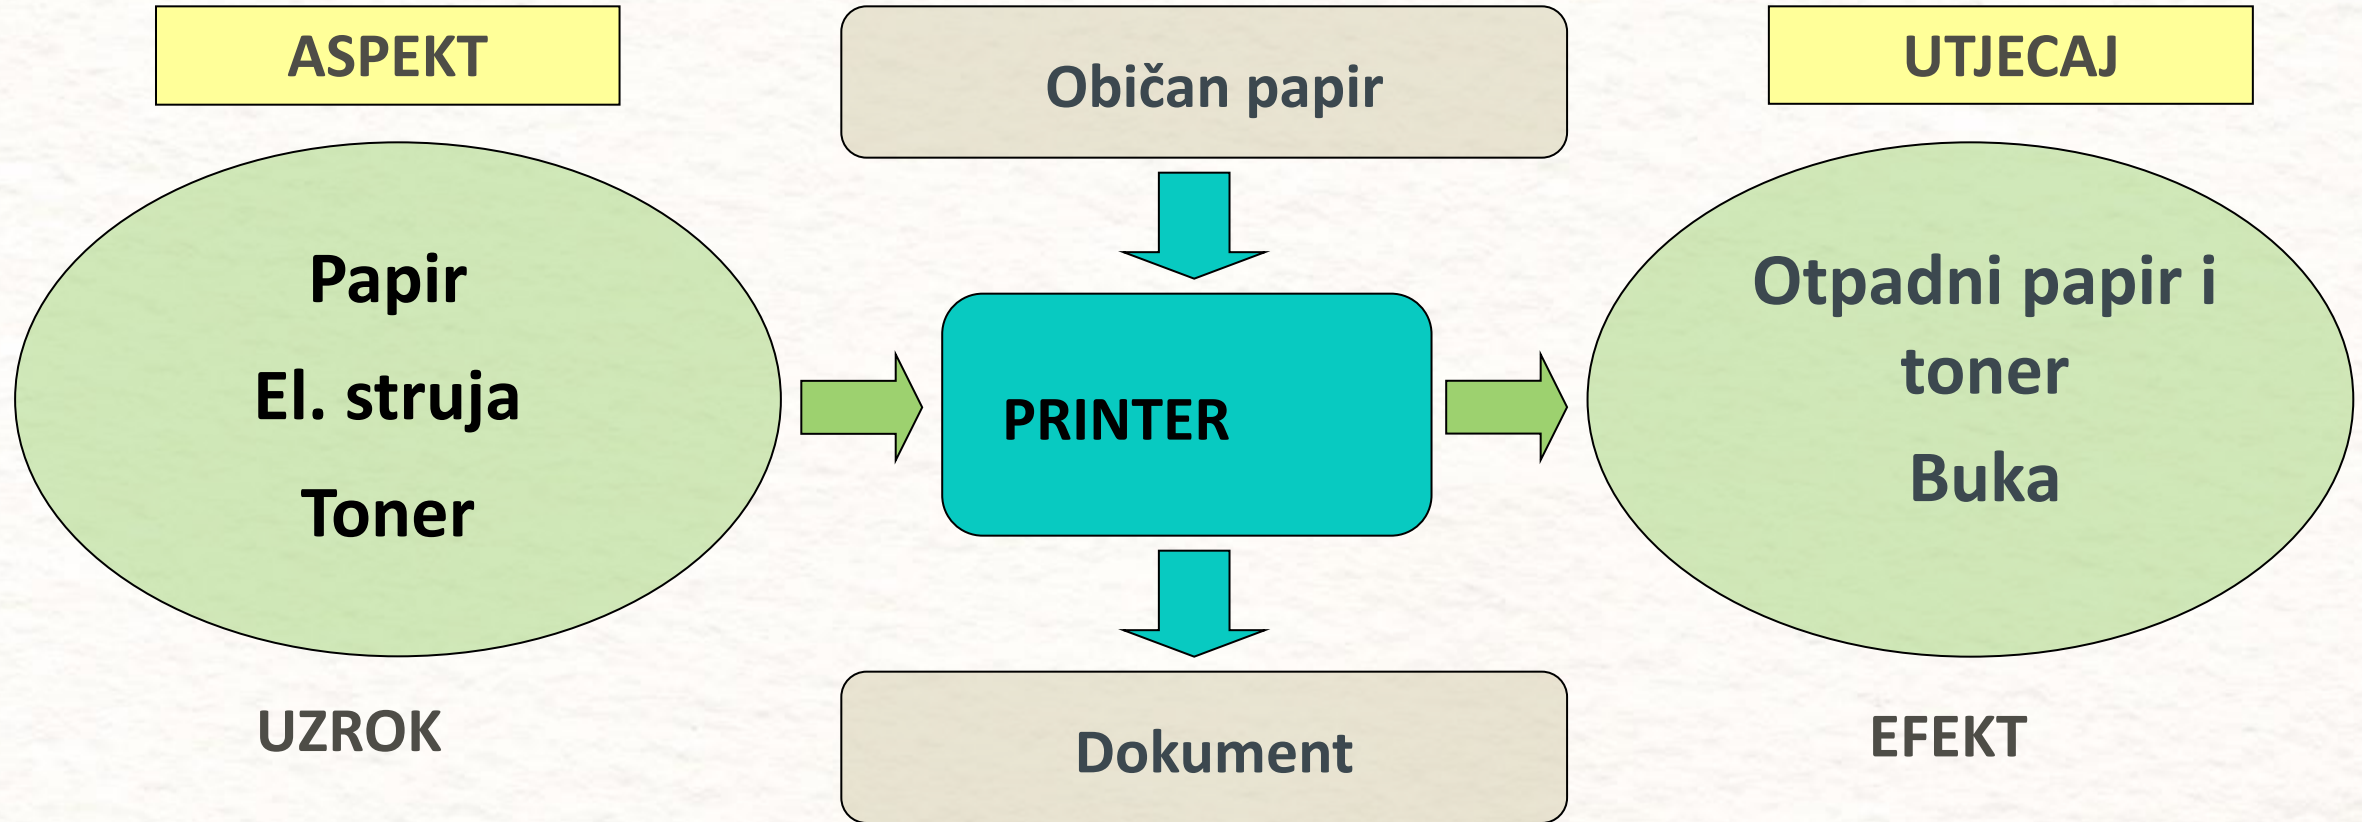 ASPEKT
Običan papir
UTJECAJ
Papir
El. struja
Toner
PRINTER
Otpadni papir i
toner
Buka
UZROK
Dokument
EFEKT